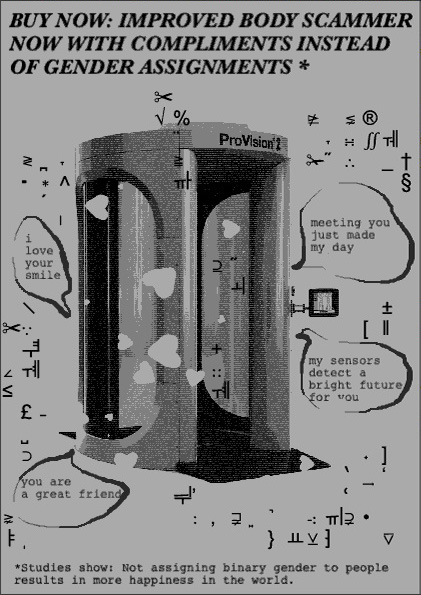 BUY NOW: IMPROVED BODY SCAMMER
NOW WITH COMPLIMENTS INSTEAD
OF GENDER ASSIGNMENTS *
ProVision
meeting you
just made
my day
i
love
your
smile
my sensors
detect a
bright future
for you
you are
a great friend
*Studies show: Not assigning binary gender to people
results in more happiness in the world.